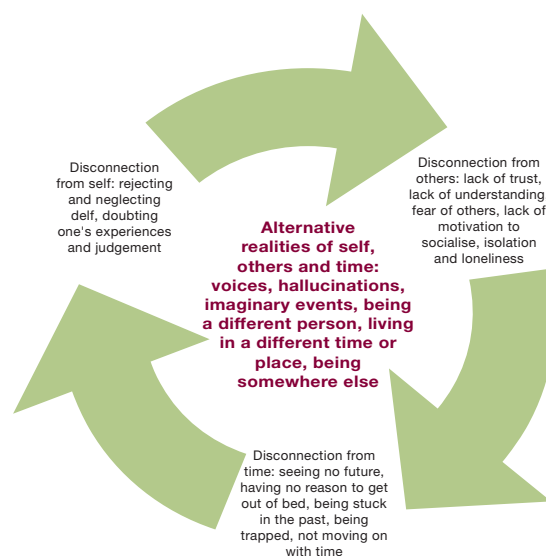 Disconnection
from self: rejecting
and neglecting
delf, doubting
one's experiences
and judgement
Disconnection from
others: lack of trust,
lack of understanding,
fear of others, lack of
motivation to
socialise, isolation
and loneliness
Alternative
realities of self,
others and time:
voices, hallucinations,
imaginary events, being
a different person, living
in a different time or
place, being
somewhere else
Disconnection from
time: seeing no future,
having no reason to get
out of bed, being stuck
in the past, being
trapped, not moving on
with time